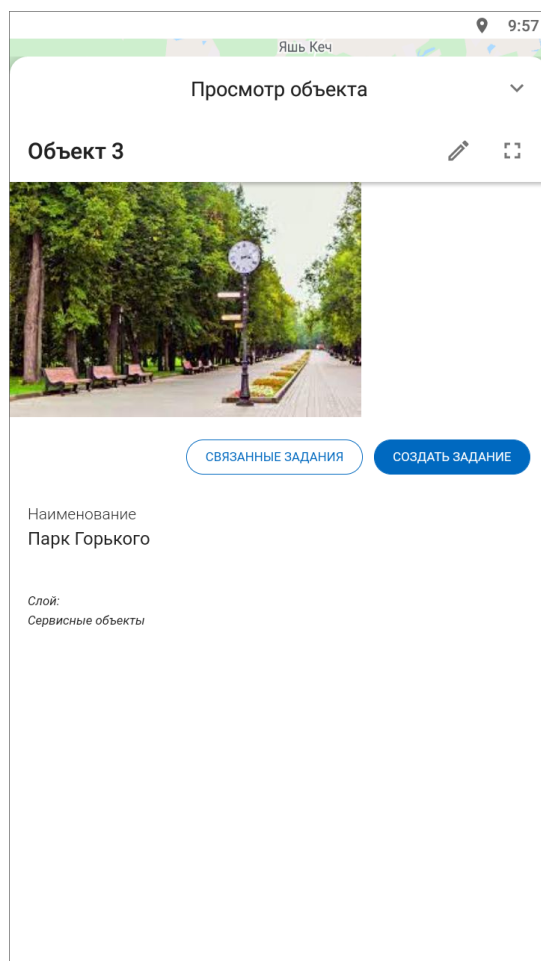 9:57
Яшь Кеч
Просмотр объекта
Объект 3
СВЯЗАННЫЕ ЗАДАНИЯ
СОЗДАТЬ ЗАДАНИЕ
Наименование
Парк Горького
Слой:
Сервисные объекты